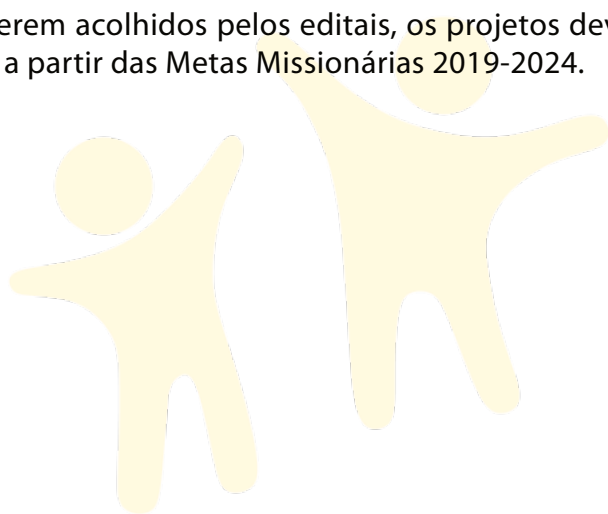 erem acolhidos pelos editais, os projetos dev
a partir das Metas Missionárias 2019-2024.